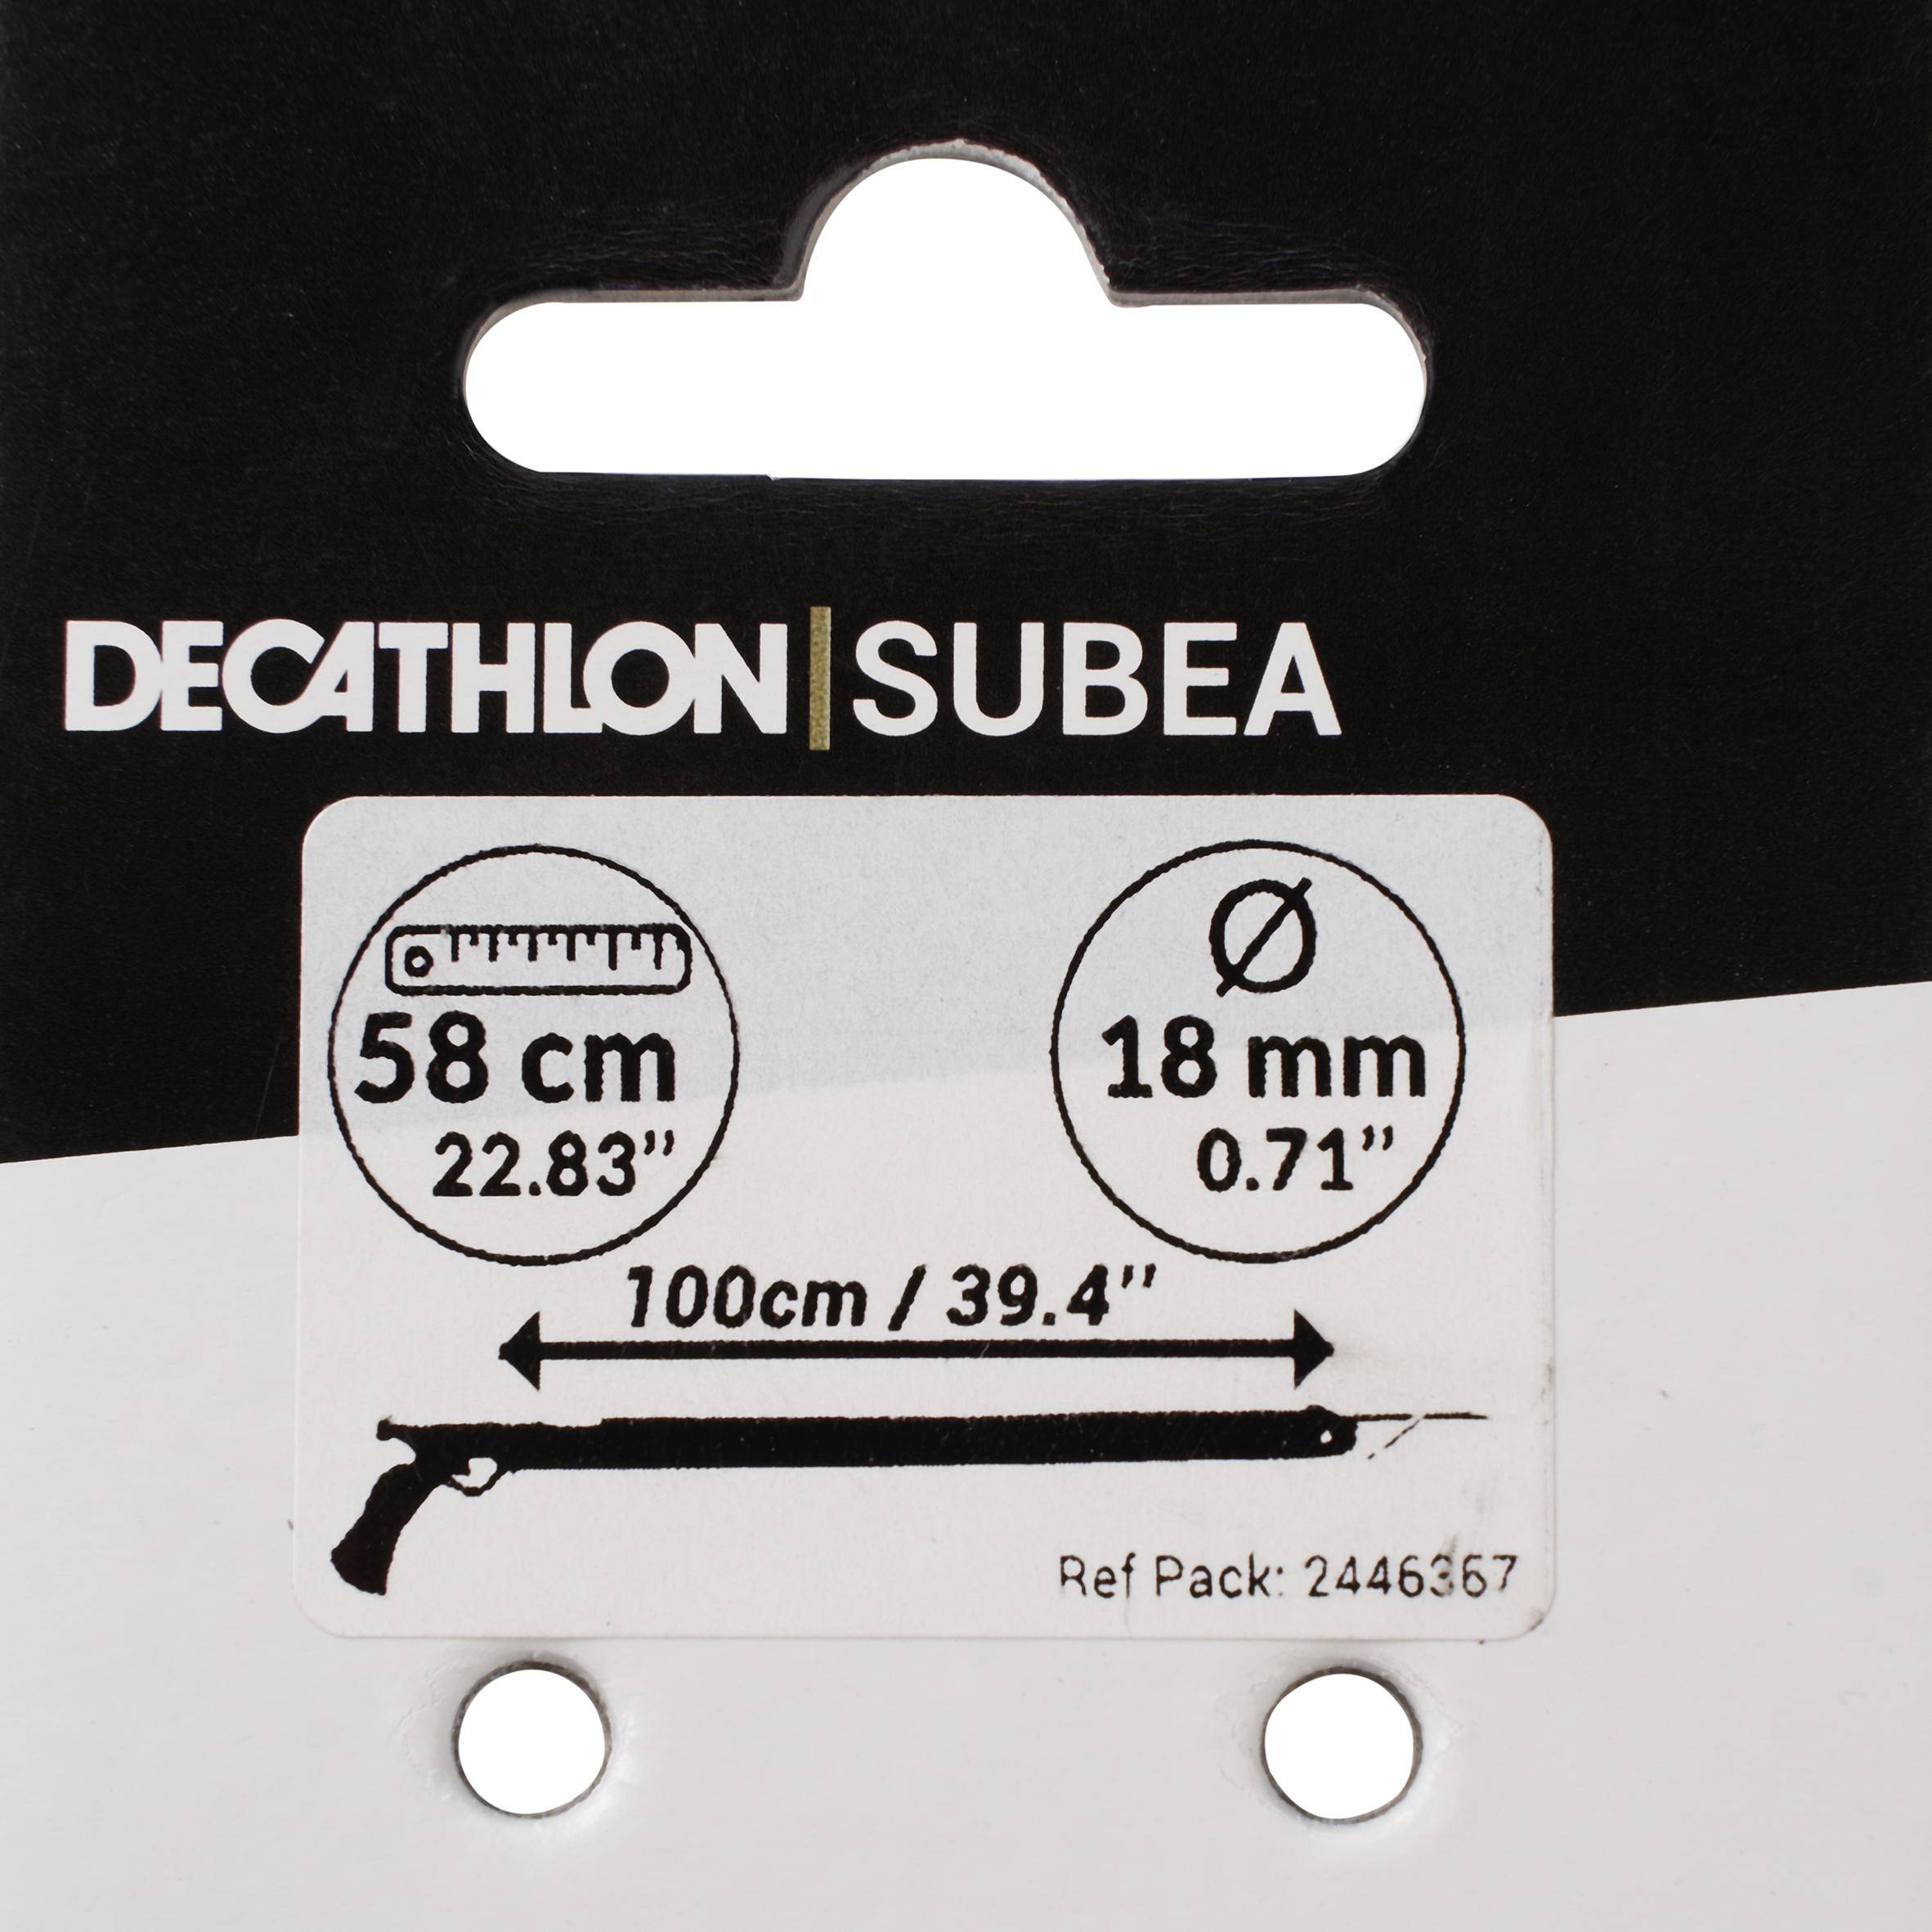 DECATHLON | SUBEA
58 cm
22.83"
Ø
18 mm
0.71"
100cm / 39.4"
Ref Pack: 2446367